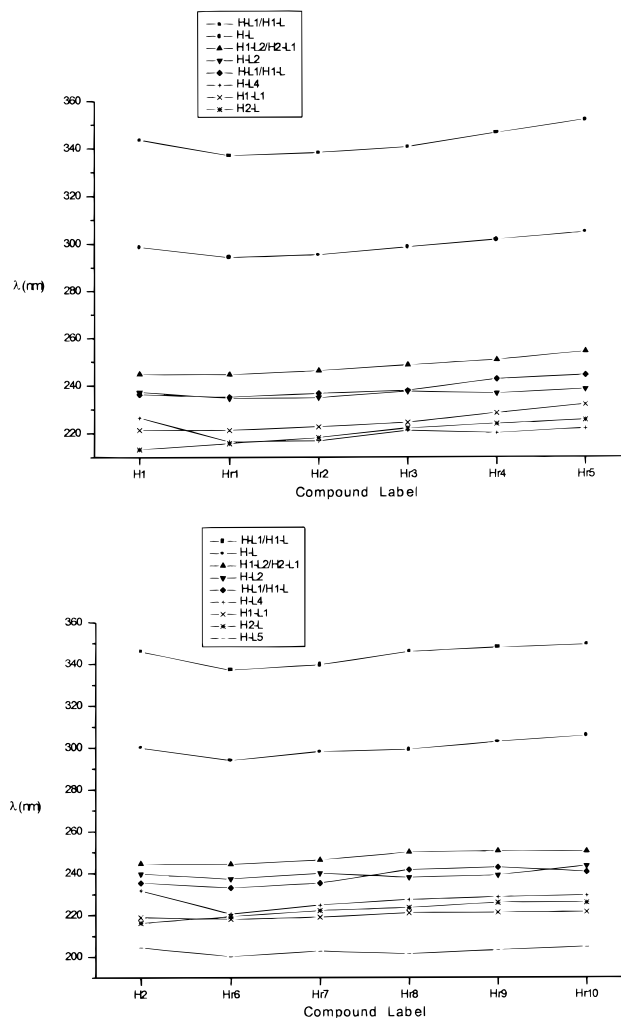 H-L1/H1-L
H-L
H1-L2/H2-L1
H-L2
H-L1/H1-L
H-L4
H1-L1
H2-L
360
340
320
300
280
260
240
220
λ (nm)
H1 Hr1 Hr2 Hr3 Hr4 Hr5
Compound Label
H-L1/H1-L
H-L
H1-L2/H2-L1
H-L2
H-L1/H1-L
H-L4
H1-L1
H2-L
H-L5
360
340
320
300
280
260
240
220
200
λ (nm)
H2 Hr6 Hr7 Hr8 Hr9 Hr10
Compound Label